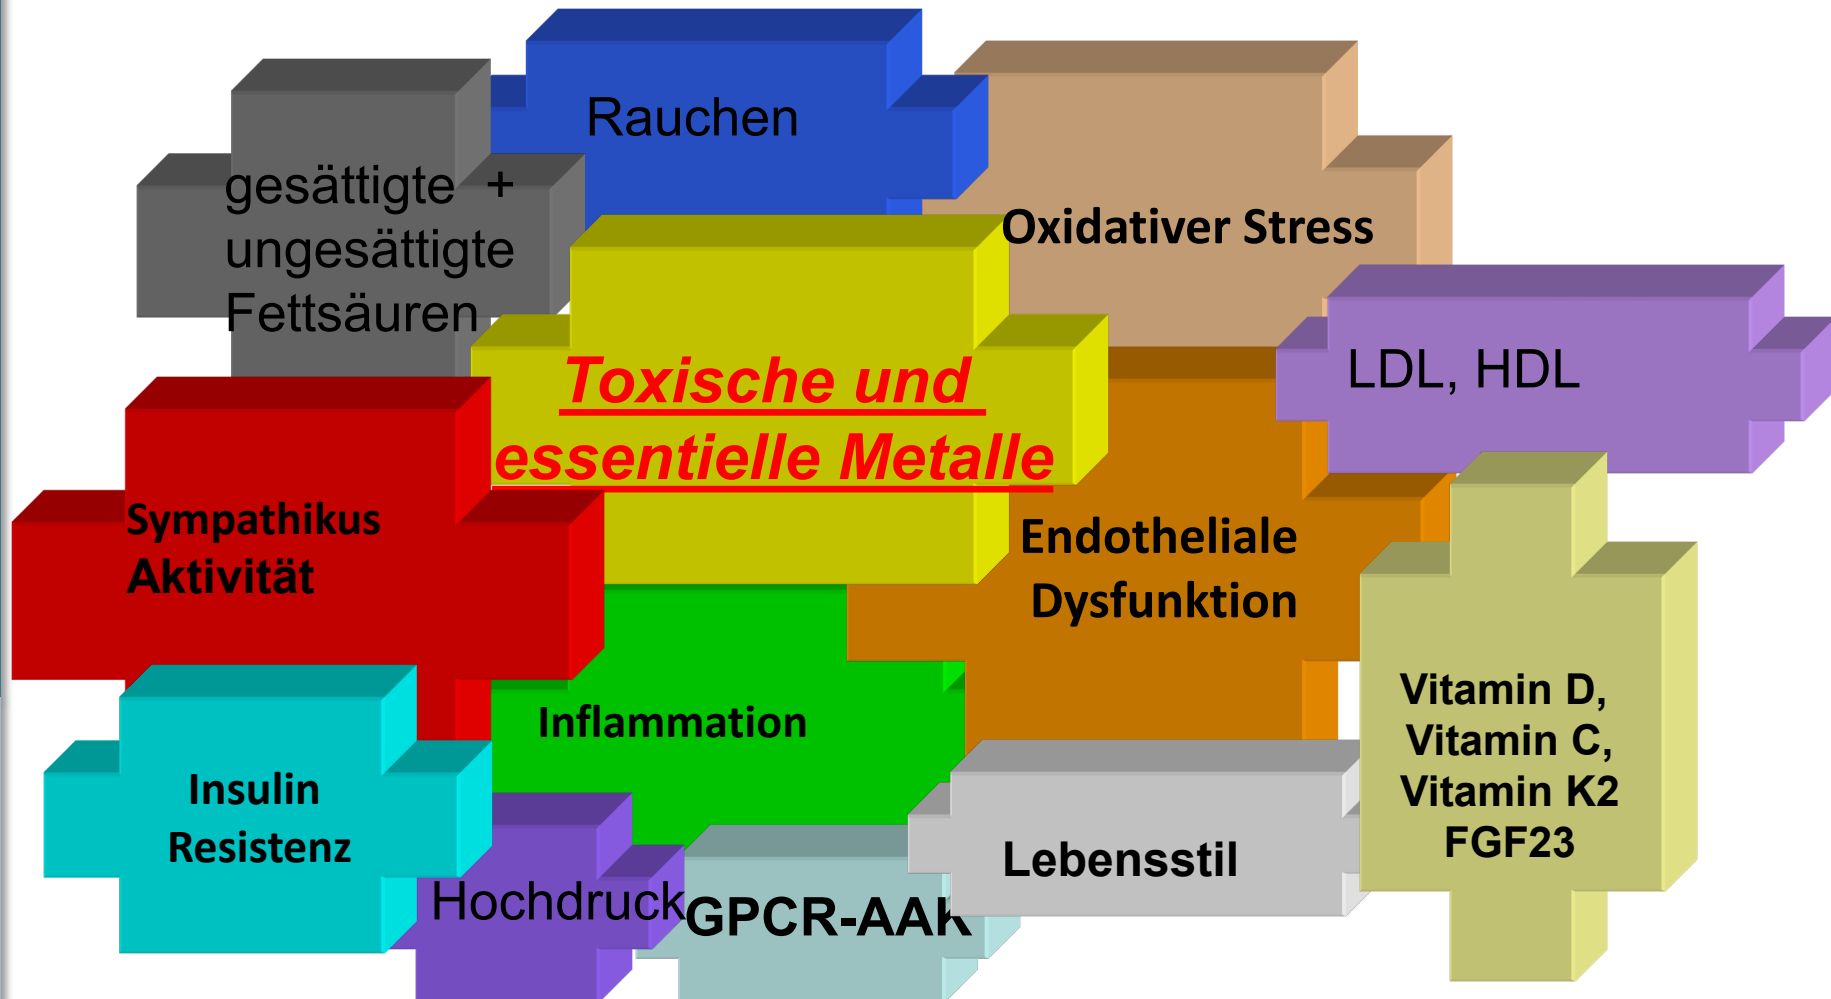 Rauchen
gesättigte +
ungesättigte
Fettsäuren
Oxidativer Stress
Toxische und
essentielle Metalle
LDL, HDL
Sympathikus
Aktivität
Endotheliale
Dysfunktion
Inflammation
Vitamin D,
Vitamin C,
Vitamin K2
FGF23
Insulin
Resistenz
Lebensstil
Hochdruck
GPCR-AAK